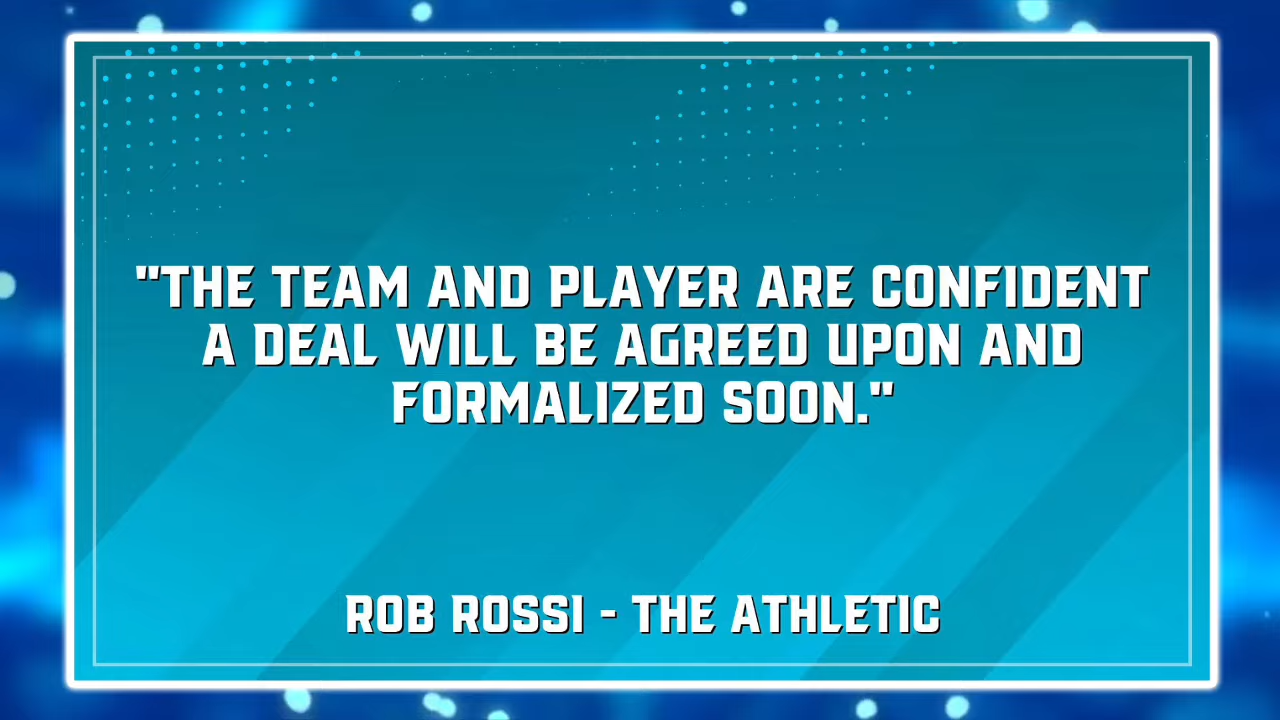 "THE TEAM AND PLAYER ARE CONFIDENT
A DEAL WILL BE AGREED UPON AND
FORMALIZED SOON."
ROB ROSSI - THE ATHLETIC